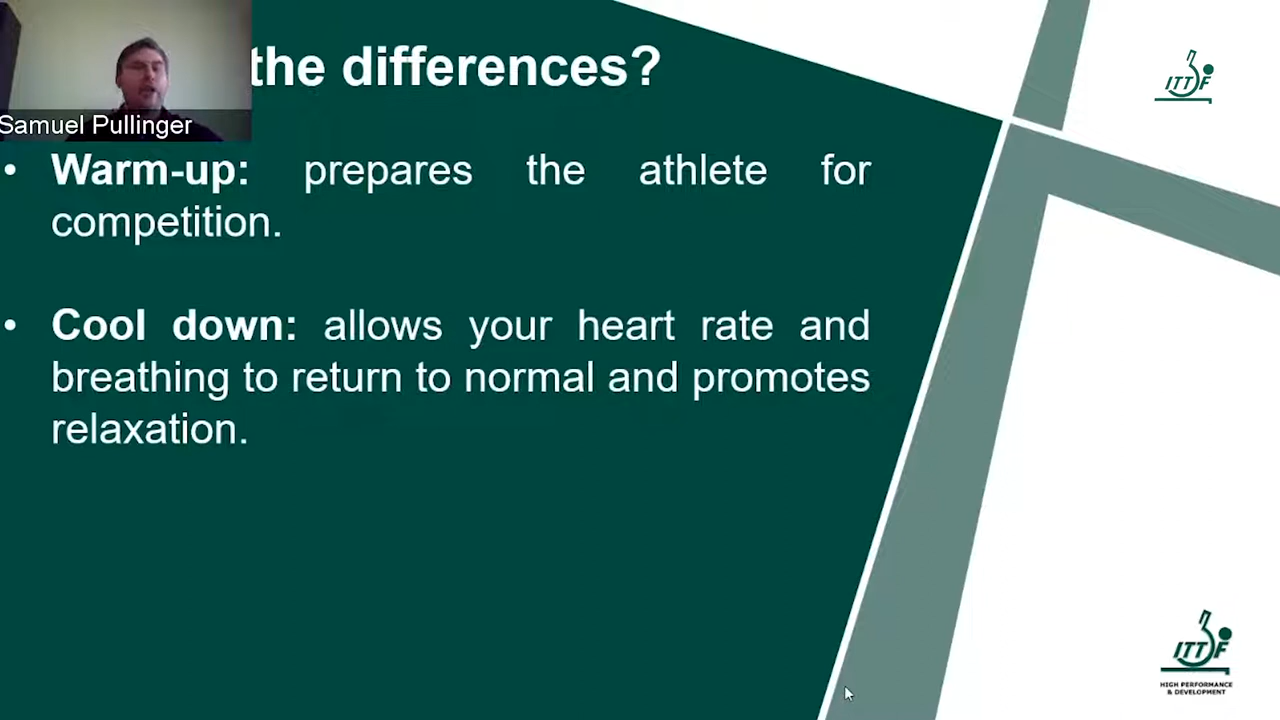 the differences?
Samuel Pullinger
• Warm-up: prepares the athlete for
competition.
• Cool down: allows your heart rate and
breathing to return to normal and promotes
relaxation.
ITTF
ITTF
HIGH PERFORMANCE
& DEVELOPMENT